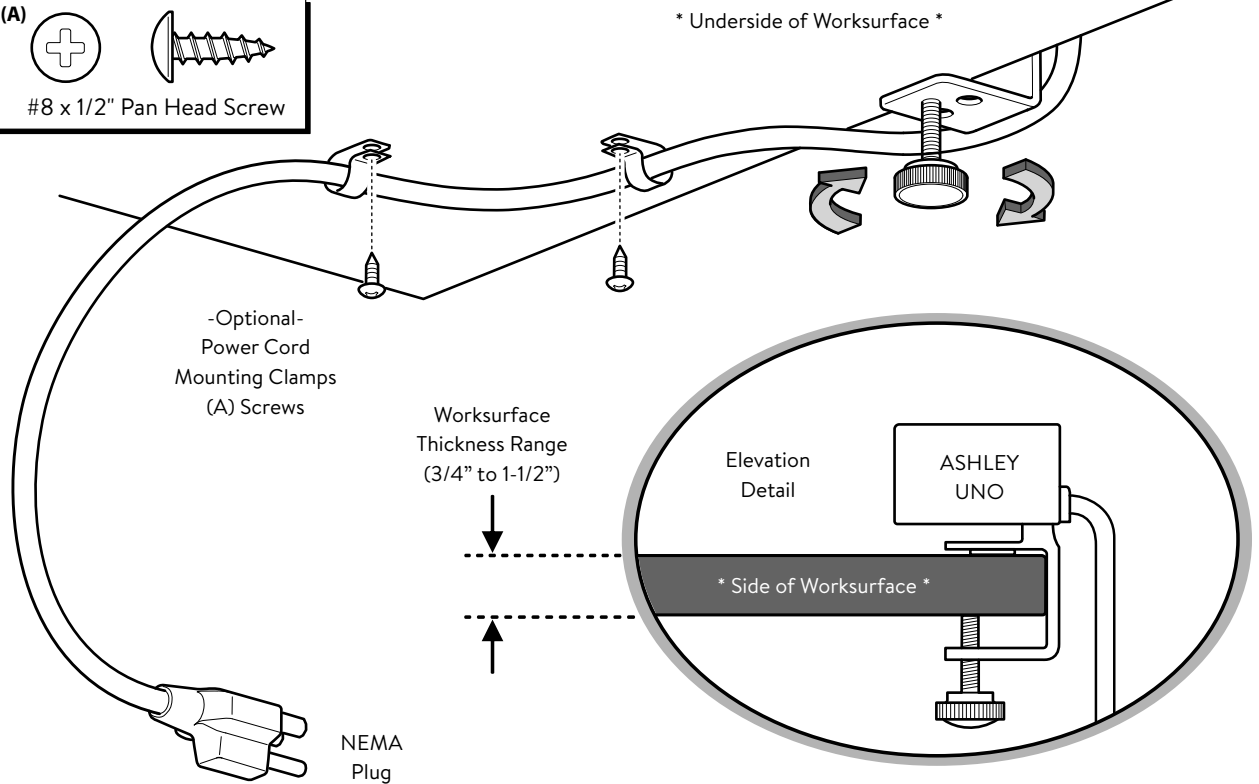 (A)
#8 x 1/2" Pan Head Screw
* Underside of Worksurface *
-Optional-
Power Cord
Mounting Clamps
(A) Screws
Worksurface
Thickness Range
(3/4” to 1-1/2”)
Elevation
Detail
ASHLEY
UNO
* Side of Worksurface *
NEMA
Plug